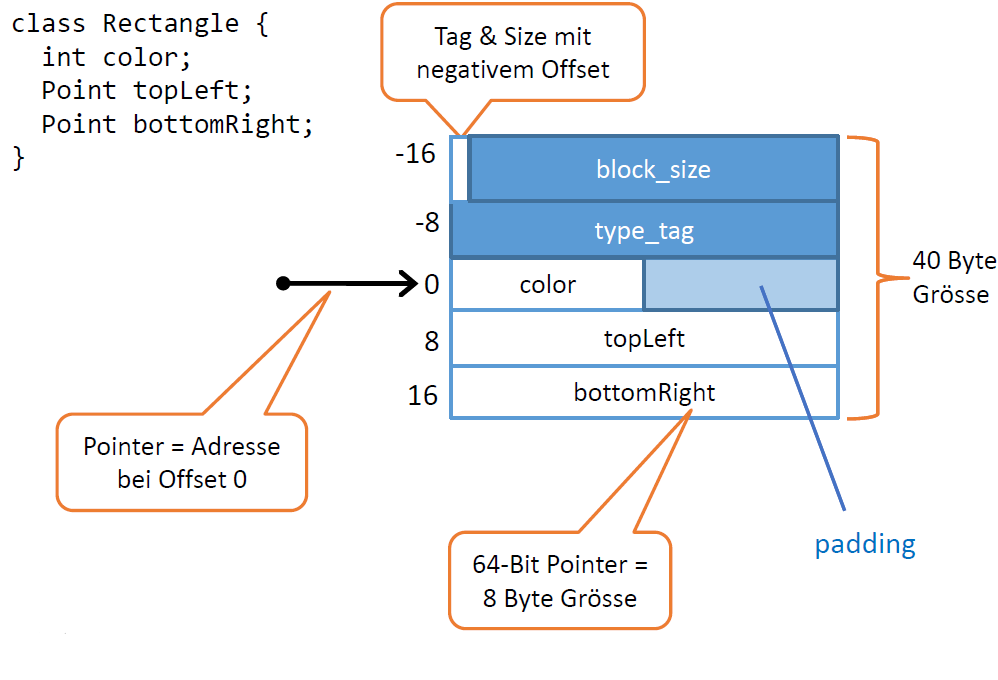 class Rectangle {
  int color;
  Point topLeft;
  Point bottomRight;
}
Tag & Size mit
negativem Offset
-16
block_size
-8
type_tag
0
color
8
topLeft
16
bottomRight
40 Byte
Grösse
Pointer = Adresse
bei Offset 0
64-Bit Pointer =
8 Byte Grösse
padding